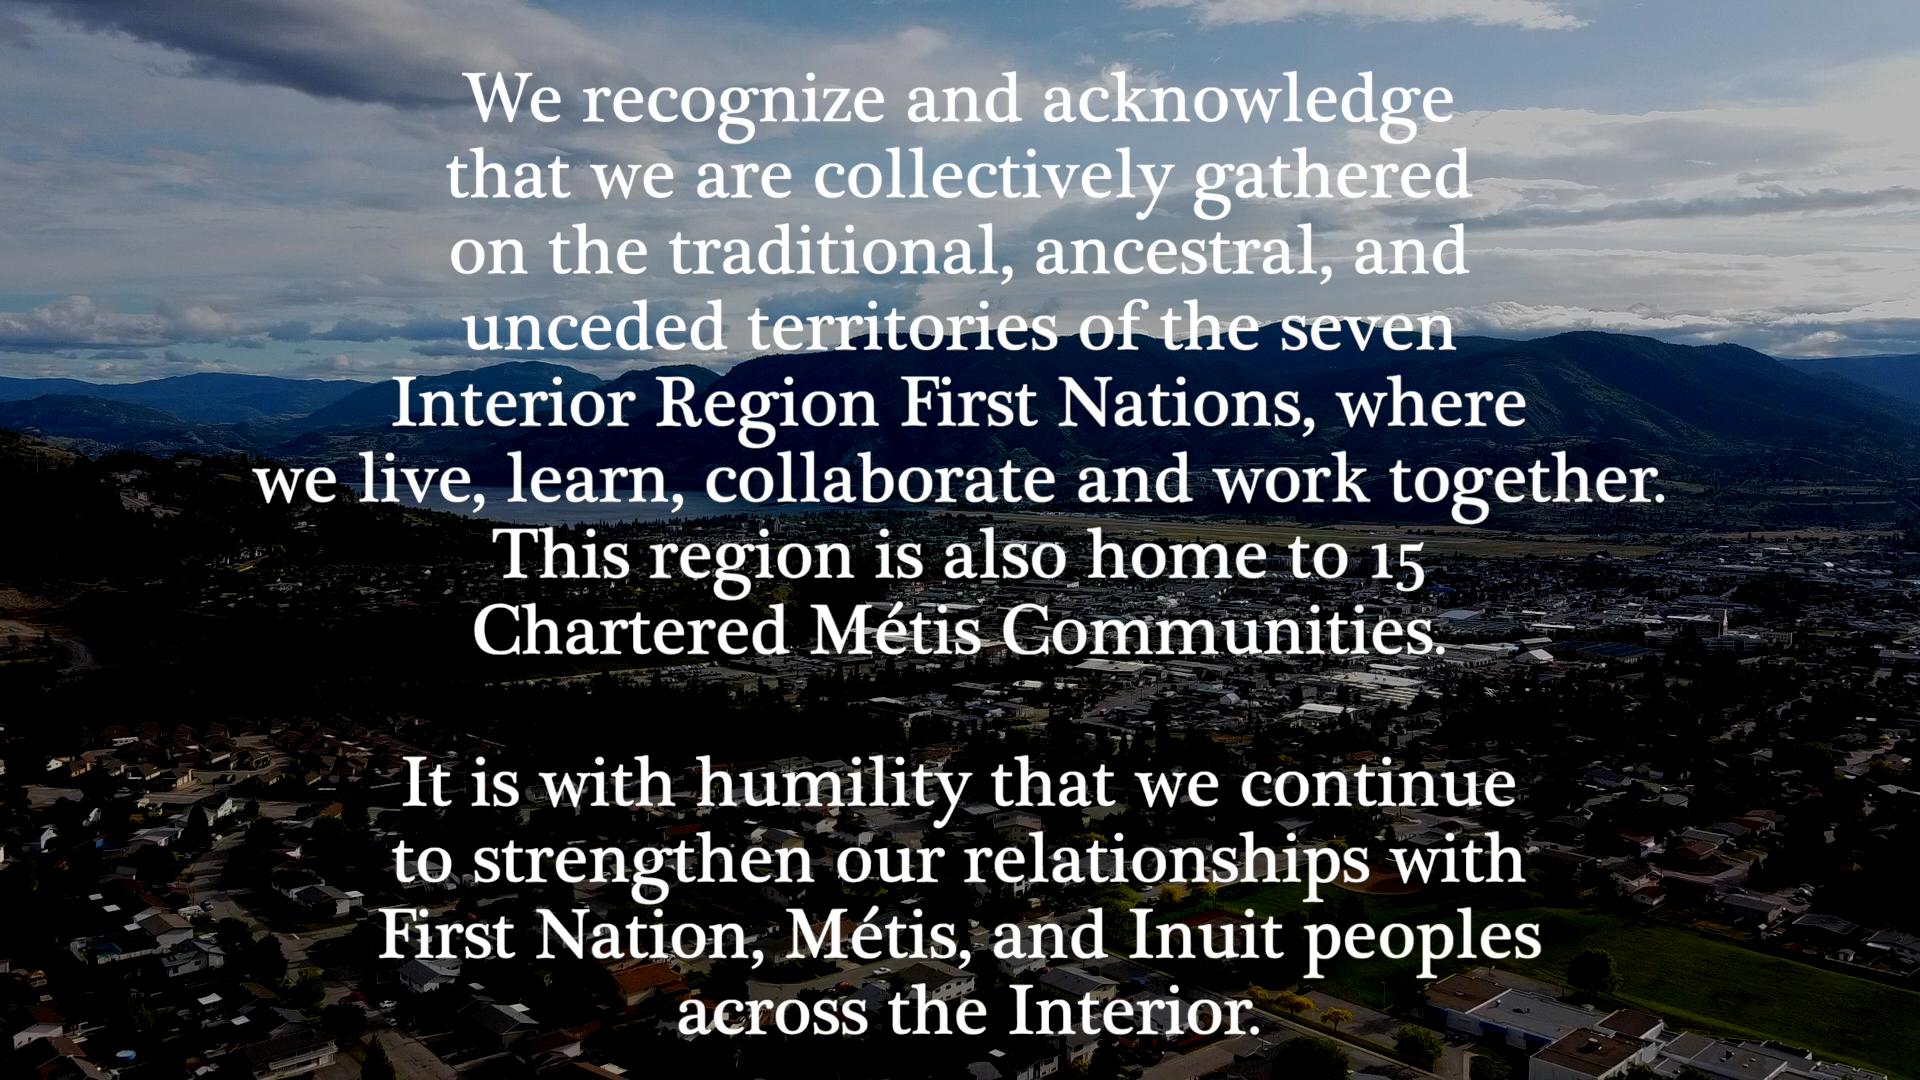 We recognize and acknowledge
that we are collectively gathered
on the traditional, ancestral, and
unceded territories of the seven
Interior Region First Nations, where
we live, learn, collaborate and work together.
This region is also home to 15
Chartered Métis Communities.
It is with humility that we continue
to strengthen our relationships with
First Nation, Métis, and Inuit peoples
across the Interior.